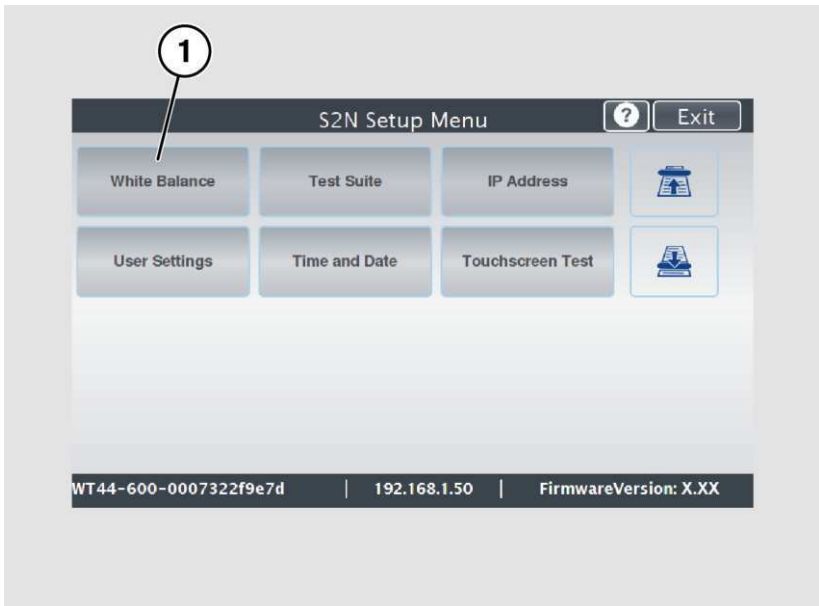 1
S2N Setup Menu ? Exit
White Balance Test Suite IP Address
User Settings Time and Date Touchscreen Test
WT44-600-0007322f9e7d | 192.168.1.50 | FirmwareVersion: X.XX